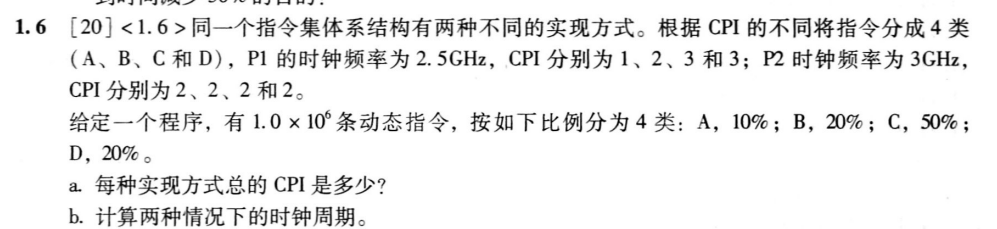 1.6 [20] <1.6> 同一个指令集体系结构有两种不同的实现方式。根据 CPI 的不同将指令分成 4 类
(A、B、C 和 D),P1 的时钟频率为 2.5GHz,CPI 分别为 1、2、3 和 3;P2 时钟频率为 3GHz,
CPI 分别为 2、2、2 和 2。
给定一个程序,有 1.0 × 10⁶ 条动态指令,按如下比例分为 4 类:A,10%;B,20%;C,50%;
D,20%。
a. 每种实现方式总的 CPI 是多少?
b. 计算两种情况下的时钟周期。